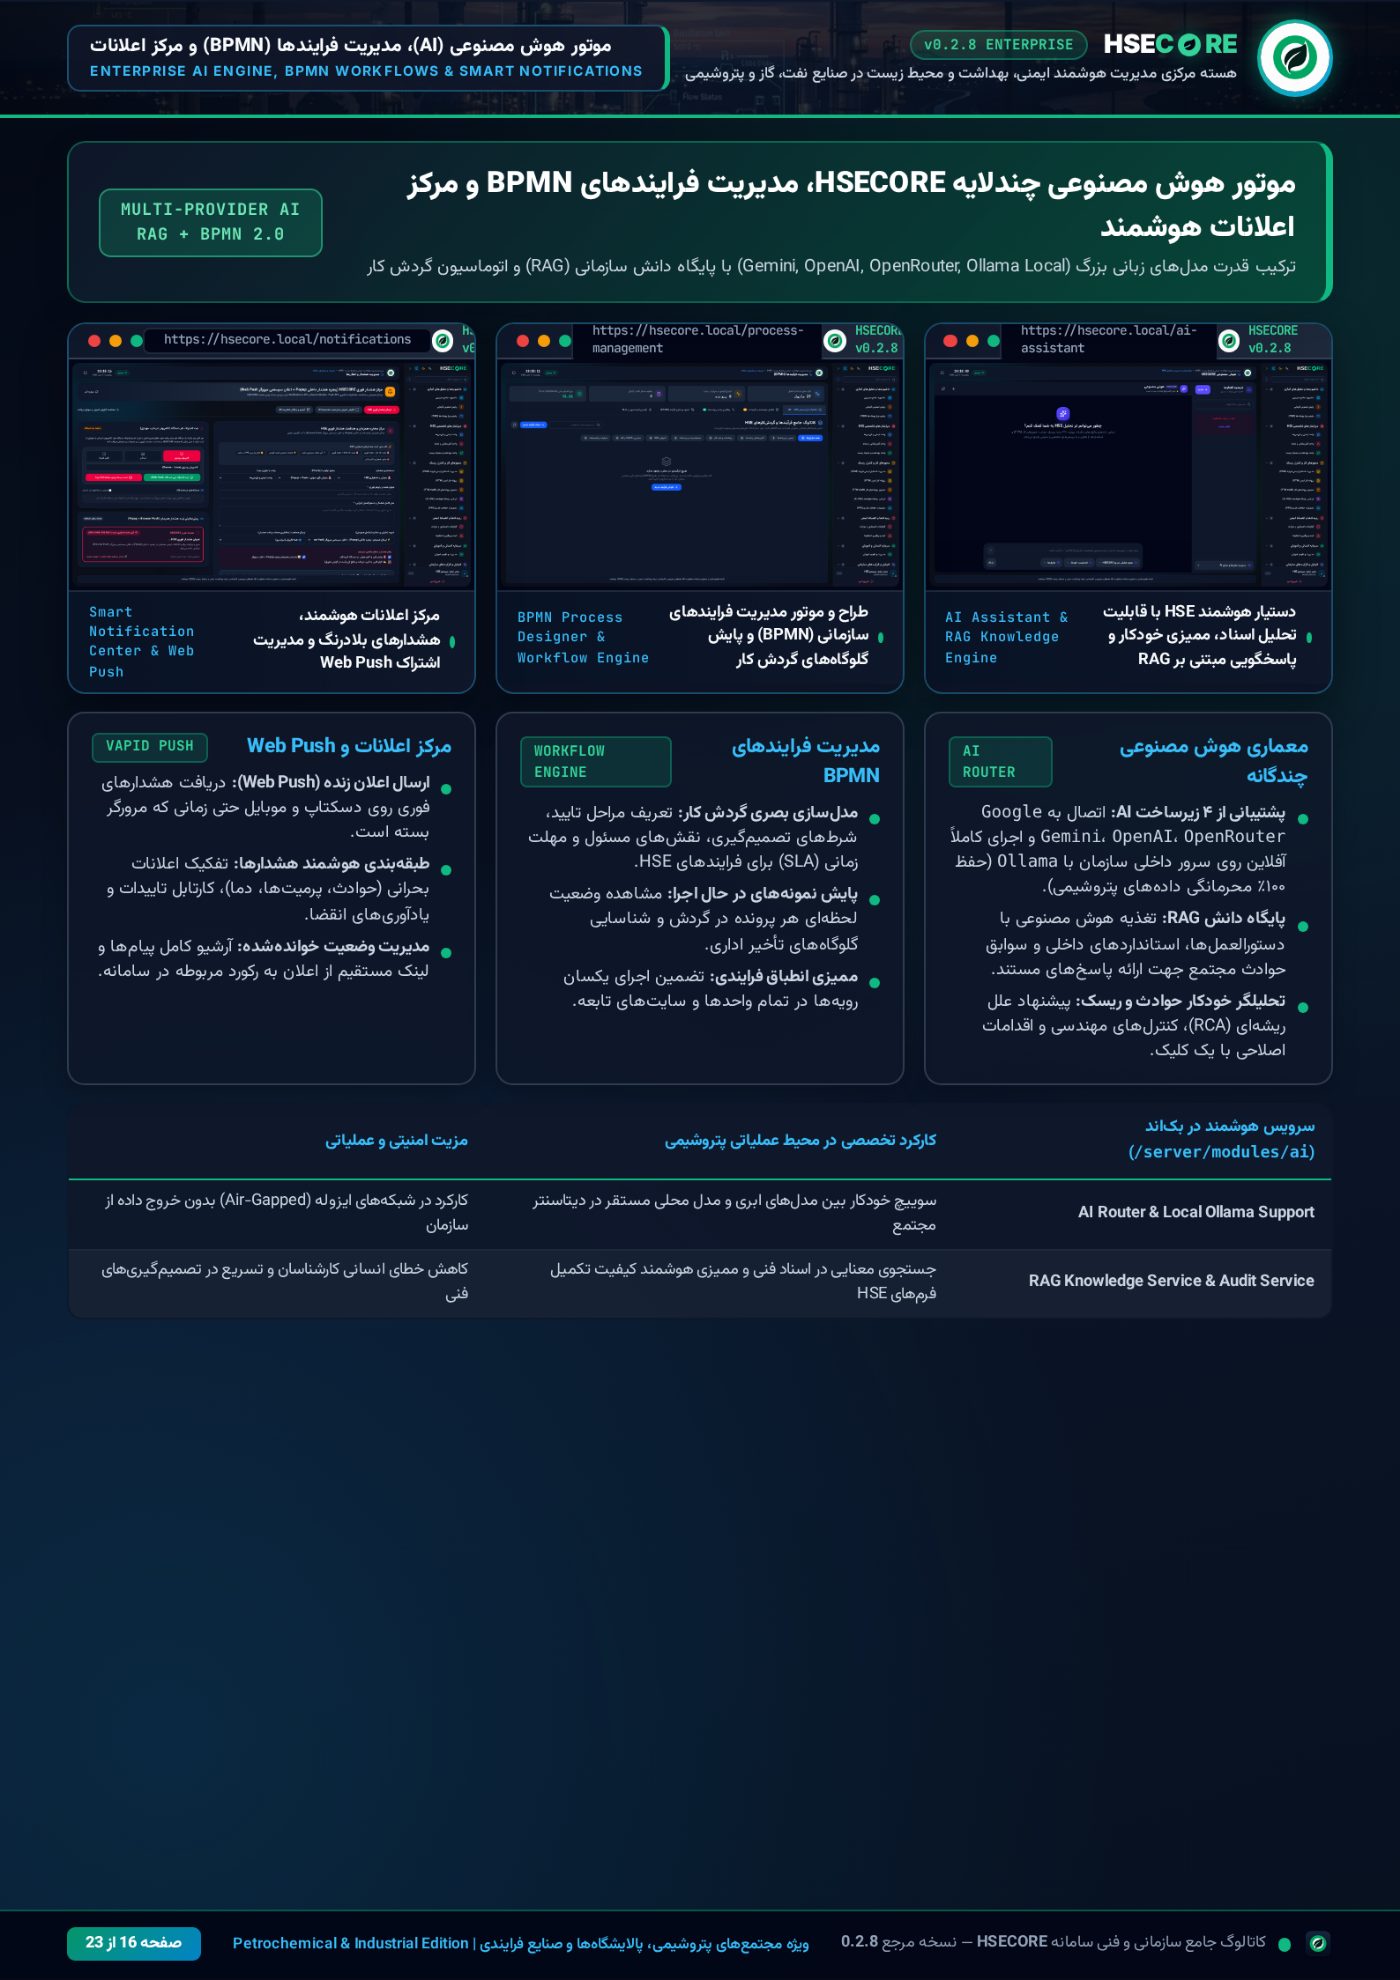 HSECORE
v0.2.8 ENTERPRISE
هسته مرکزی مدیریت هوشمند ایمنی، بهداشت و محیط زیست در صنایع نفت، گاز و پتروشیمی
موتور هوش مصنوعی (AI)، مدیریت فرایندها (BPMN) و مرکز اعلانات
ENTERPRISE AI ENGINE, BPMN WORKFLOWS & SMART NOTIFICATIONS
موتور هوش مصنوعی چندلایه HSECORE، مدیریت فرایندهای BPMN و مرکز
اعلانات هوشمند
ترکیب قدرت مدل‌های زبانی بزرگ (Gemini, OpenAI, OpenRouter, Ollama Local) با پایگاه دانش سازمانی (RAG) و اتوماسیون گردش کار
MULTI-PROVIDER AI
RAG + BPMN 2.0
HSECORE
v0.2.8
https://hsecore.local/ai-
assistant
دستیار هوشمند HSE با قابلیت
تحلیل اسناد، ممیزی خودکار و
پاسخگویی مبتنی بر RAG
AI Assistant &
RAG Knowledge
Engine
HSECORE
v0.2.8
https://hsecore.local/process-
management
طراح و موتور مدیریت فرایندهای
سازمانی (BPMN) و پایش
گلوگاه‌های گردش کار
BPMN Process
Designer &
Workflow Engine
https://hsecore.local/notifications
مرکز اعلانات هوشمند،
هشدارهای بلادرنگ و مدیریت
اشتراک Web Push
Smart
Notification
Center & Web
Push
معماری هوش مصنوعی
چندگانه
AI
ROUTER
پشتیبانی از ۴ زیرساخت AI: اتصال به Google
Gemini، OpenAI، OpenRouter و اجرای کاملاً
آفلاین روی سرور داخلی سازمان با Ollama (حفظ
۱۰۰٪ محرمانگی داده‌های پتروشیمی).
پایگاه دانش RAG: تغذیه هوش مصنوعی با
دستورالعمل‌ها، استانداردهای داخلی و سوابق
حوادث مجتمع جهت ارائه پاسخ‌های مستند.
تحلیلگر خودکار حوادث و ریسک: پیشنهاد علل
ریشه‌ای (RCA)، کنترل‌های مهندسی و اقدامات
اصلاحی با یک کلیک.
مدیریت فرایندهای
BPMN
WORKFLOW
ENGINE
مدل‌سازی بصری گردش کار: تعریف مراحل تایید،
شرط‌های تصمیم‌گیری، نقش‌های مسئول و مهلت
زمانی (SLA) برای فرایندهای HSE.
پایش نمونه‌های در حال اجرا: مشاهده وضعیت
لحظه‌ای هر پرونده در گردش و شناسایی
گلوگاه‌های تأخیر اداری.
ممیزی انطباق فرایندی: تضمین اجرای یکسان
رویه‌ها در تمام واحدها و سایت‌های تابعه.
مرکز اعلانات و Web Push
VAPID PUSH
ارسال اعلان زنده (Web Push): دریافت هشدارهای
فوری روی دسکتاپ و موبایل حتی زمانی که مرورگر
بسته است.
طبقه‌بندی هوشمند هشدارها: تفکیک اعلانات
بحرانی (حوادث، پرمیت‌ها، دما)، کارتابل تاییدات و
یادآوری‌های انقضا.
مدیریت وضعیت خوانده‌شده: آرشیو کامل پیام‌ها و
لینک مستقیم از اعلان به رکورد مربوطه در سامانه.
سرویس هوشمند در بک‌اند
(/server/modules/ai)
کارکرد تخصصی در محیط عملیاتی پتروشیمی
مزیت امنیتی و عملیاتی
AI Router & Local Ollama Support
سوییچ خودکار بین مدل‌های ابری و مدل محلی مستقر در دیتاسنتر
مجتمع
کارکرد در شبکه‌های ایزوله (Air-Gapped) بدون خروج داده از
سازمان
RAG Knowledge Service & Audit Service
جستجوی معنایی در اسناد فنی و ممیزی هوشمند کیفیت تکمیل
فرم‌های HSE
کاهش خطای انسانی کارشناسان و تسریع در تصمیم‌گیری‌های
فنی
کاتالوگ جامع سازمانی و فنی سامانه HSECORE — نسخه مرجع 0.2.8
ویژه مجتمع‌های پتروشیمی، پالایشگاه‌ها و صنایع فرایندی | Petrochemical & Industrial Edition
صفحه 16 از 23